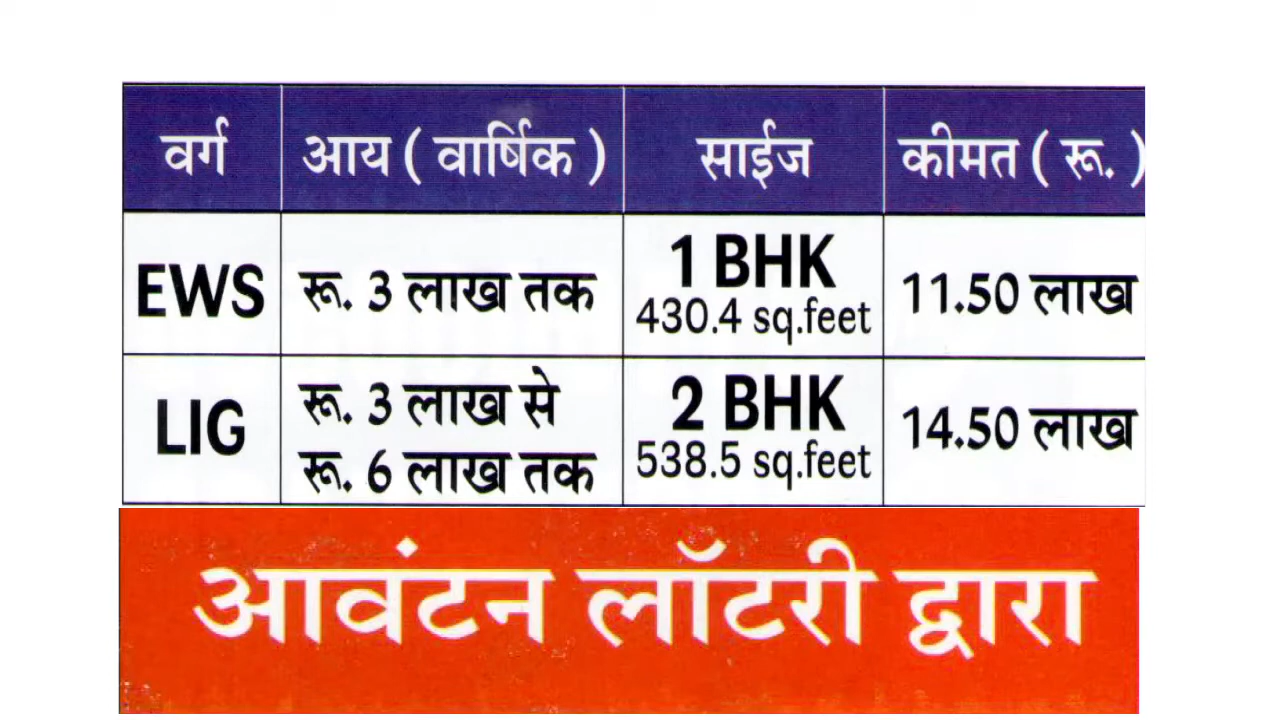 वर्ग आय ( वार्षिक ) साईज कीमत ( रू. )
EWS रू. 3 लाख तक 1 BHK 430.4 sq.feet 11.50 लाख
LIG रू. 3 लाख से रू. 6 लाख तक 2 BHK 538.5 sq.feet 14.50 लाख
आवंटन लॉटरी द्वारा